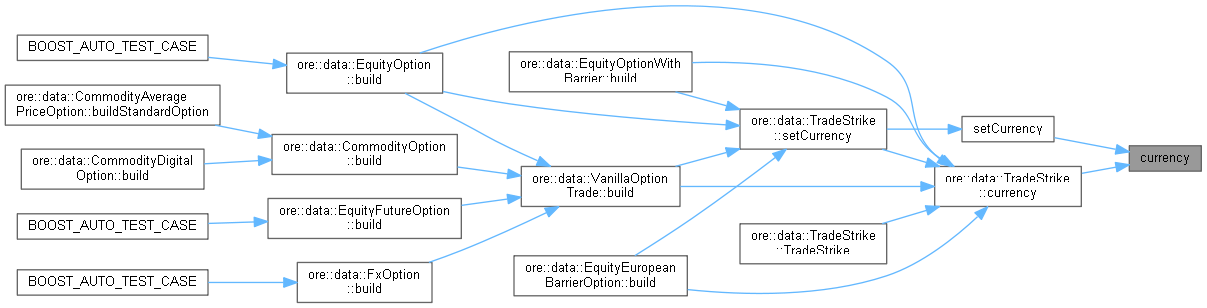 BOOST_AUTO_TEST_CASE
ore::data::CommodityAverage
PriceOption::buildStandardOption
ore::data::CommodityDigital
Option::build
BOOST_AUTO_TEST_CASE
BOOST_AUTO_TEST_CASE
ore::data::EquityOption
::build
ore::data::CommodityOption
::build
ore::data::EquityFutureOption
::build
ore::data::FxOption
::build
ore::data::EquityOptionWith
Barrier::build
ore::data::VanillaOption
Trade::build
ore::data::EquityEuropean
BarrierOption::build
ore::data::TradeStrike
::setCurrency
ore::data::TradeStrike
::TradeStrike
setCurrency
ore::data::TradeStrike
::currency
currency